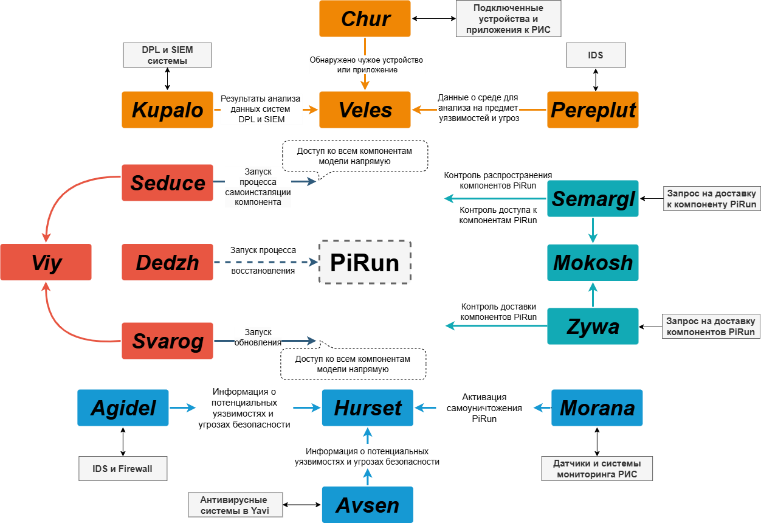 Chur
Подключенные
устройства и
приложения к РИС
DPL и SIEM
системы
Обнаружено чужое устройство
или приложение
IDS
Kupalo
Результаты анализа
данных систем
DPL и SIEM
Veles
Данные о среде для
анализа на предмет
уязвимостей и угроз
Pereplut
Доступ ко всем компонентам
модели напрямую
Seduce
Запуск
процесса
самоинсталяции
компонента
Контроль распространения
компонентов PiRun
Контроль доступа к
компонентам PiRun
Semargl
Запрос на доставку
к компоненту PiRun
Viy
Dedzh
Запуск процесса
восстановления
PiRun
Mokosh
Svarog
Запуск
обновления
Контроль доставки
компонентов PiRun
Zywa
Запрос на доставку
компонентов PiRun
Доступ ко всем компонентам
модели напрямую
Agidel
Информация о
потенциальных
уязвимостях и
угрозах безопасности
Hurset
Активация
самоуничтожения
PiRun
Morana
IDS и Firewall
Информация о потенциальных
уязвимостях и угрозах безопасности
Датчики и системы
мониторинга РИС
Антивирусные
системы в Yavi
Avsen